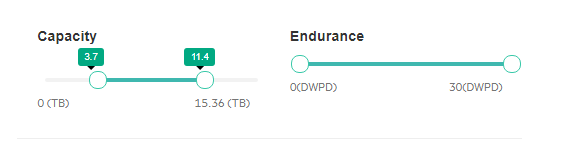 Capacity
3.7
11.4
0 (TB)
15.36 (TB)
Endurance
0(DWPD)
30(DWPD)